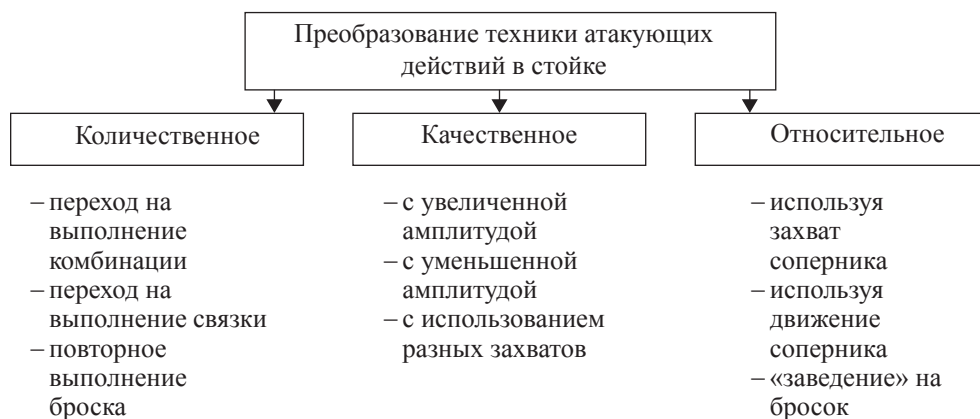 Преобразование техники атакующих
действий в стойке
Количественное
Качественное
Относительное
– переход на
выполнение
комбинации
– переход на
выполнение связки
– повторное
выполнение
броска
– с увеличенной
амплитудой
– с уменьшенной
амплитудой
– с использованием
разных захватов
– используя
захват
соперника
– используя
движение
соперника
– «заведение» на
бросок